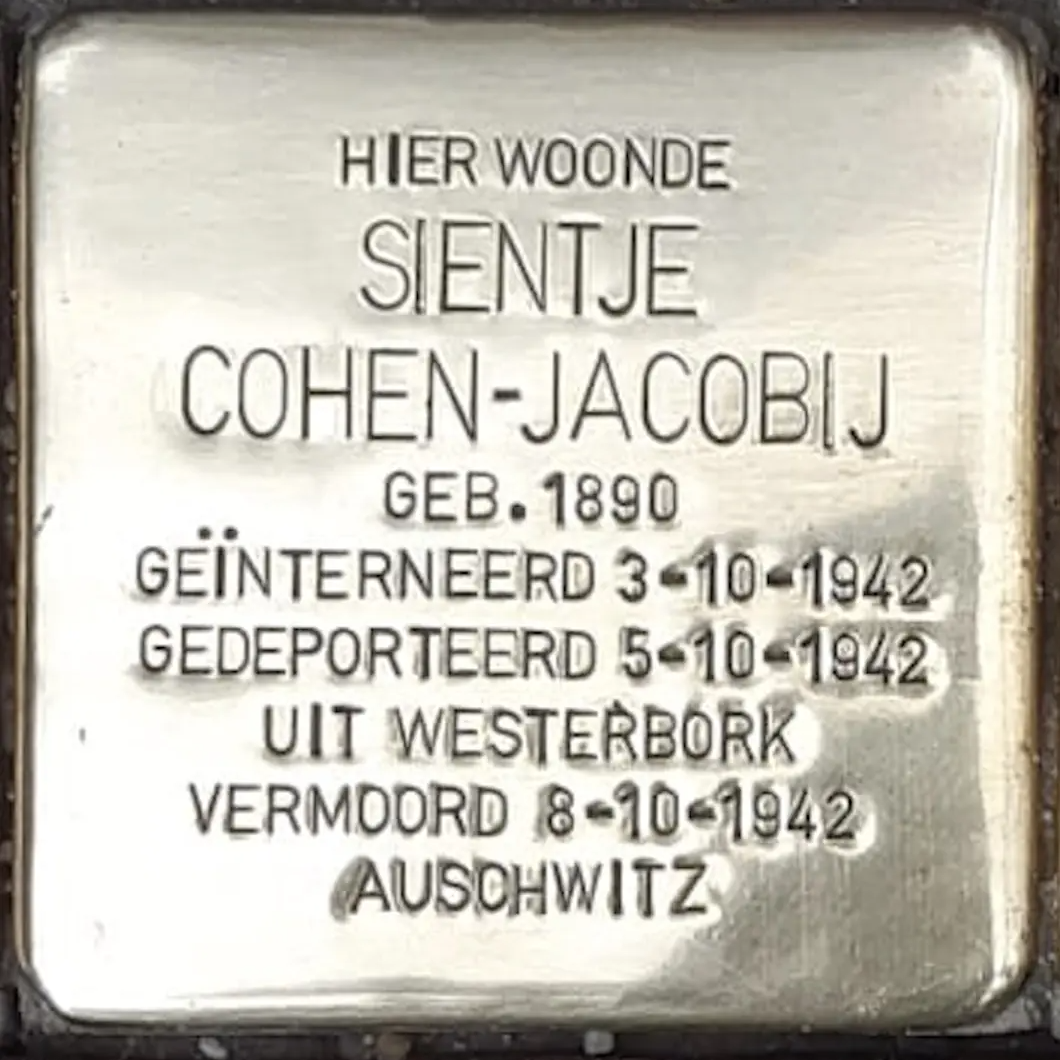 HIER WOONDE
SIENTJE
COHEN-JACOBIJ
GEB. 1890
GEÏNTERNEERD 3-10-1942
GEDEPORTEERD 5-10-1942
UIT WESTERBORK
VERMOORD 8-10-1942
AUSCHWITZ